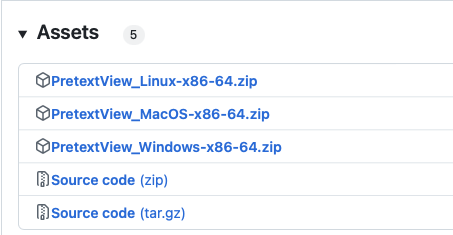 Assets 5
PretextView_Linux-x86-64.zip
PretextView_MacOS-x86-64.zip
PretextView_Windows-x86-64.zip
Source code (zip)
Source code (tar.gz)